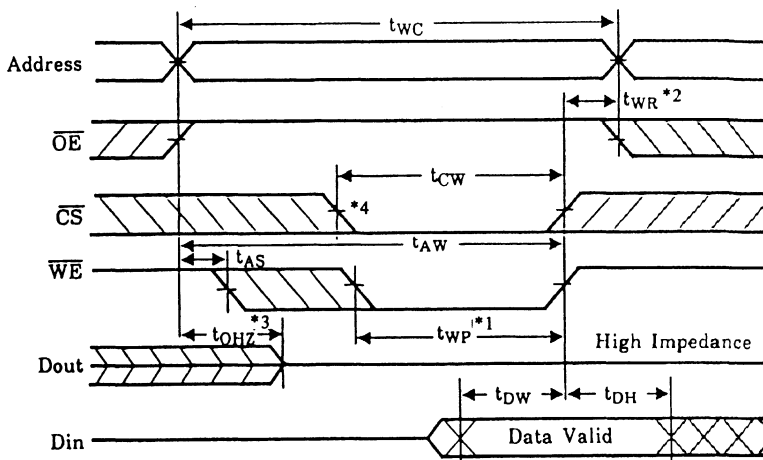 tWC
Address
tWR *2
OE
tCW
CS
*4
tAW
WE
tAS
tOHZ *3
tWP *1
High Impedance
Dout
tDW
tDH
Din
Data Valid